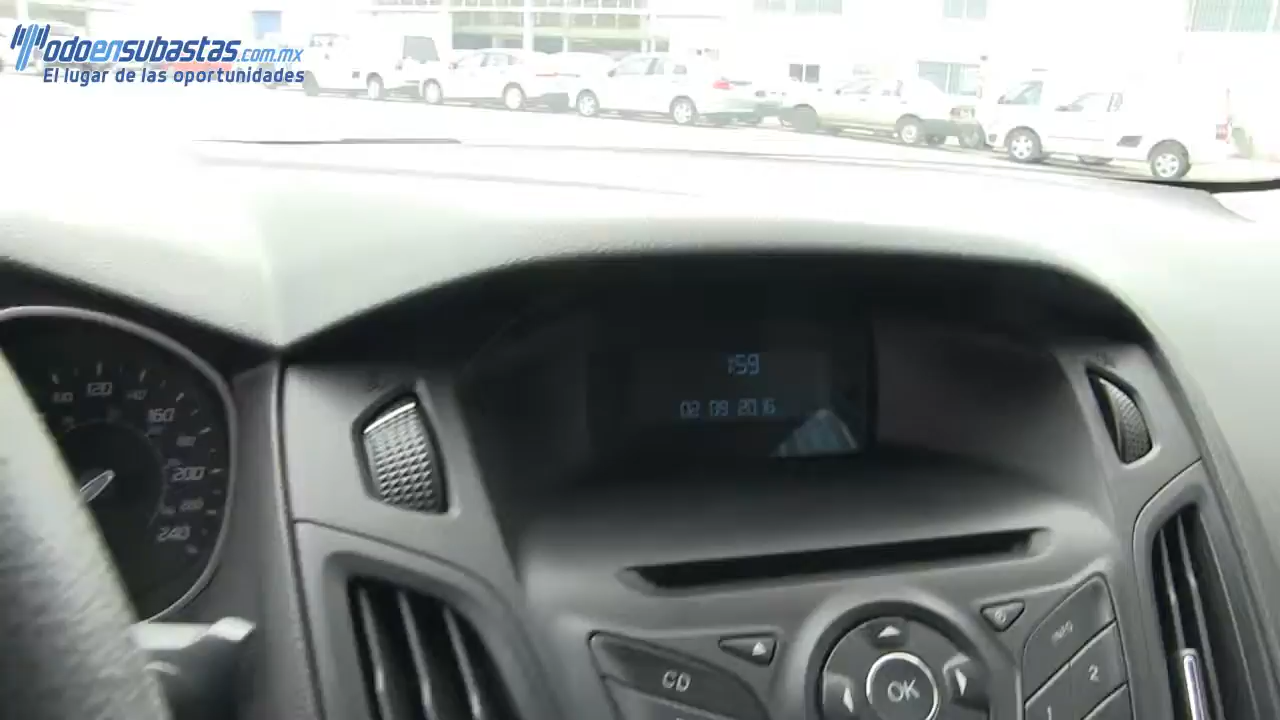 Todoensubastas.com.mx
El lugar de las oportunidades
1:59
02 09 2016
120
160
200
240
CD
OK
INFO
2
1